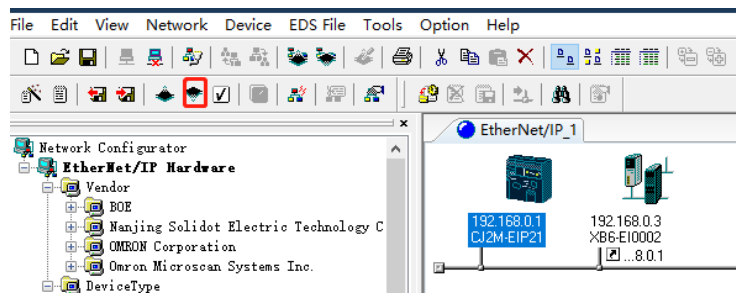 File Edit View Network Device EDS File Tools Option Help
EtherNet/IP_1
Network Configurator
EtherNet/IP Hardware
Vendor
BOE
Nanjing Solidot Electric Technology C
OMRON Corporation
Omron Microscan Systems Inc.
DeviceType
192.168.0.1
CJ2M-EIP21
192.168.0.3
XB6-EI0002
...8.0.1